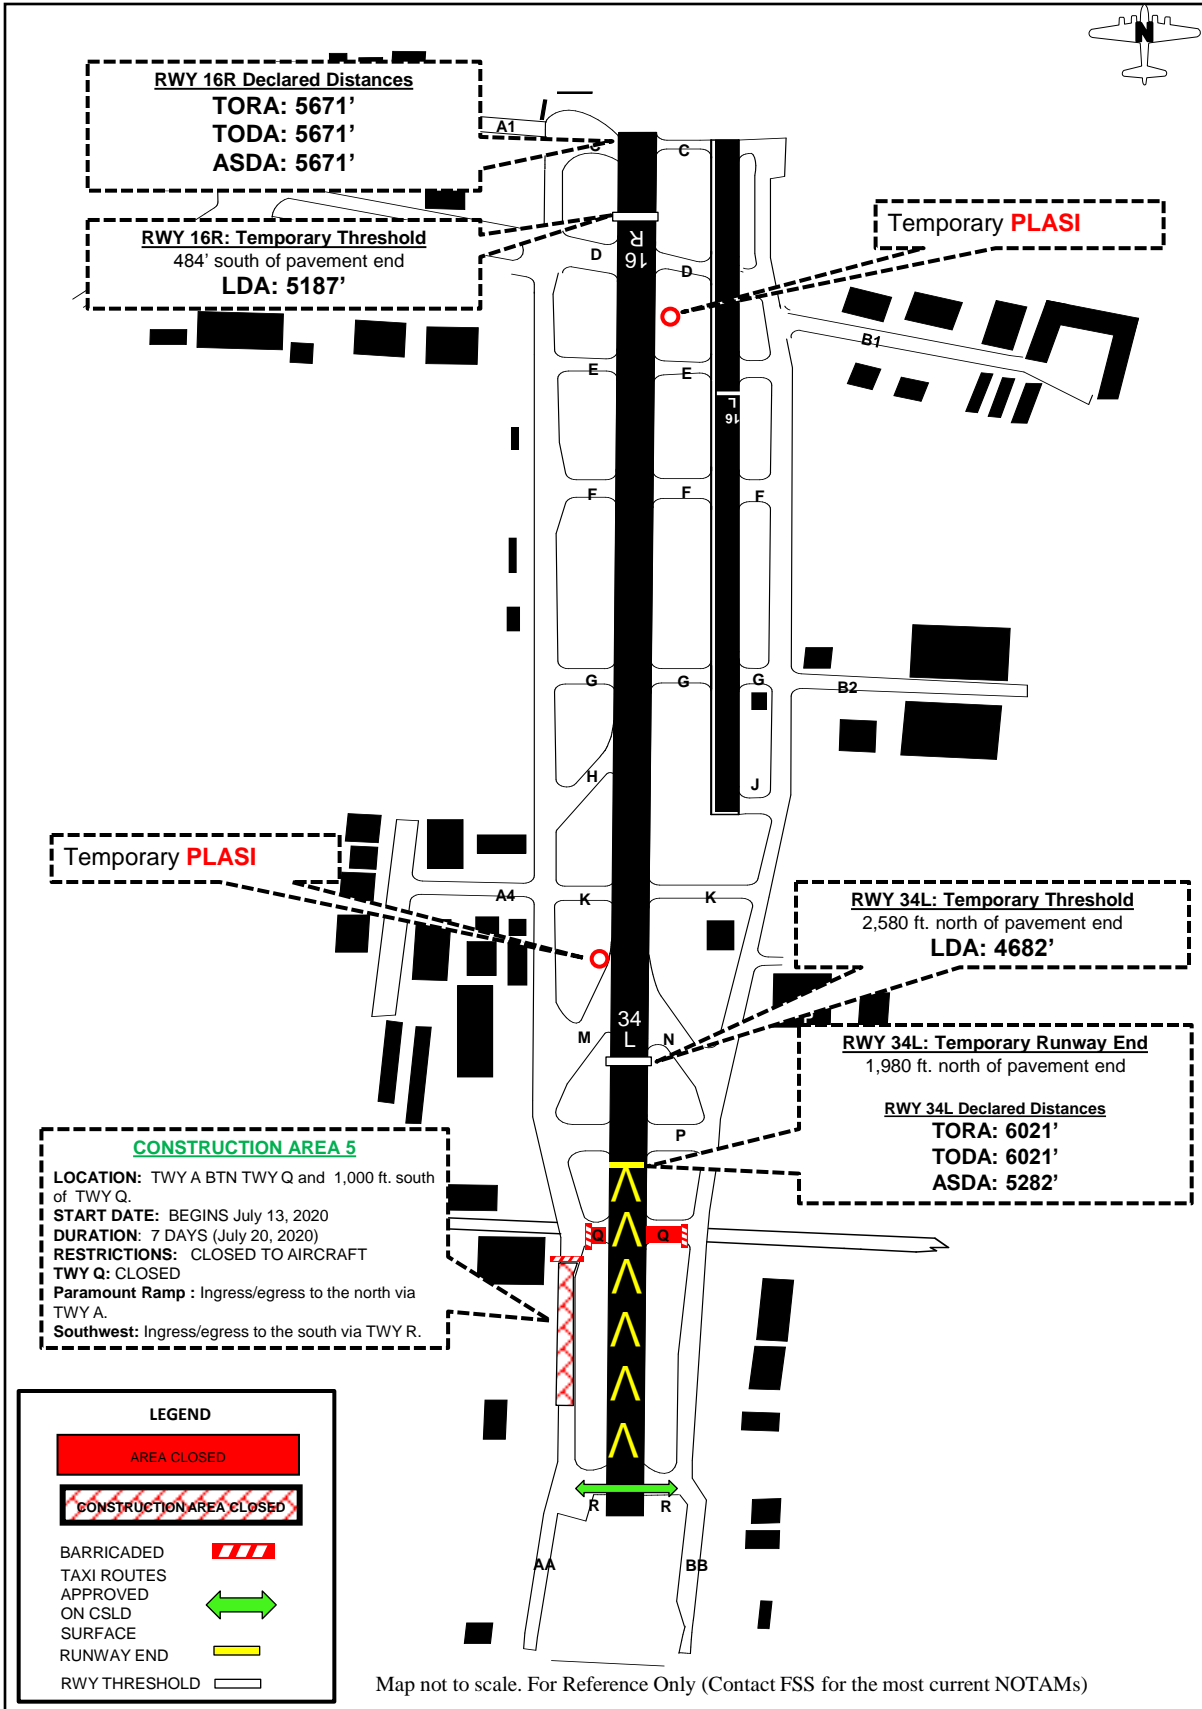 N
RWY 16R Declared Distances
TORA: 5671’
TODA: 5671’
ASDA: 5671’
A1
C
RWY 16R: Temporary Threshold
484’ south of pavement end
LDA: 5187’
Temporary PLASI
16
R
D
D
B1
E
E
16
L
F
F
F
G
G
G
B2
H
J
Temporary PLASI
A4
K
K
RWY 34L: Temporary Threshold
2,580 ft. north of pavement end
LDA: 4682’
34
L
M
N
RWY 34L: Temporary Runway End
1,980 ft. north of pavement end
RWY 34L Declared Distances
TORA: 6021’
TODA: 6021’
ASDA: 5282’
P
CONSTRUCTION AREA 5
LOCATION: TWY A BTN TWY Q and 1,000 ft. south
of TWY Q.
START DATE: BEGINS July 13, 2020
DURATION: 7 DAYS (July 20, 2020)
RESTRICTIONS: CLOSED TO AIRCRAFT
TWY Q: CLOSED
Paramount Ramp : Ingress/egress to the north via
TWY A.
Southwest: Ingress/egress to the south via TWY R.
Q
Q
LEGEND
AREA CLOSED
CONSTRUCTION AREA CLOSED
BARRICADED
TAXI ROUTES
APPROVED
ON CSLD
SURFACE
RUNWAY END
RWY THRESHOLD
R
R
AA
BB
Map not to scale. For Reference Only (Contact FSS for the most current NOTAMs)